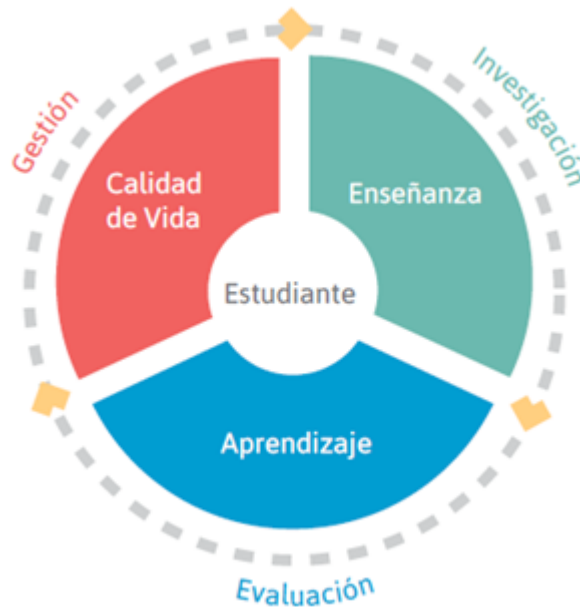 Gestión
Investigación
Calidad
de Vida
Enseñanza
Estudiante
Aprendizaje
Evaluación